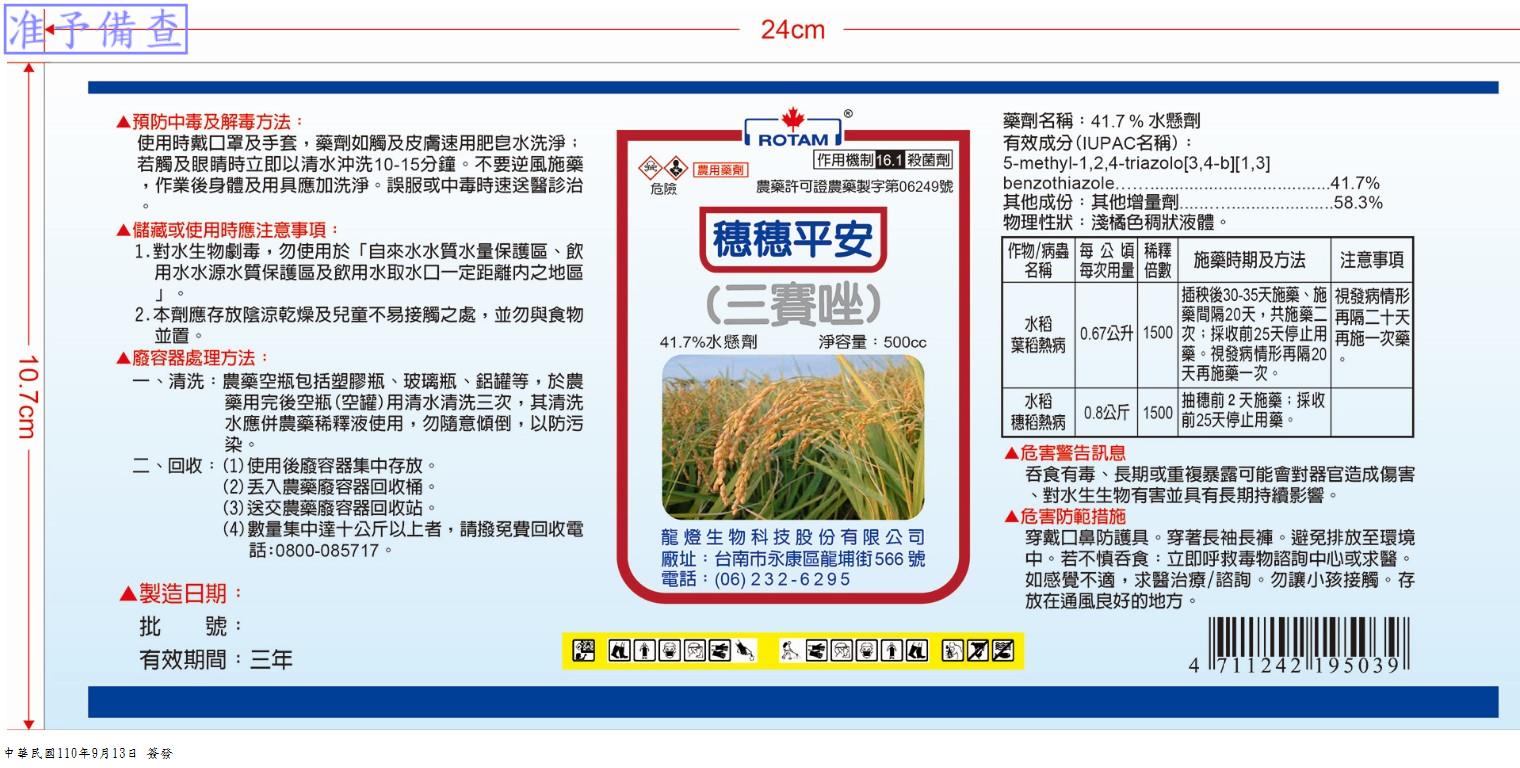 准予備查
24cm
10.7cm
▲預防中毒及解毒方法：
使用時戴口罩及手套，藥劑如觸及皮膚速用肥皂水洗淨；
若觸及眼睛時立即以清水沖洗10-15分鐘。不要逆風施藥
，作業後身體及用具應加洗淨。誤服或中毒時速送醫診治
。
▲儲藏或使用時應注意事項：
1.對水生物劇毒，勿使用於「自來水水質水量保護區、飲
用水水源水質保護區及飲用水取水口一定距離內之地區
」。
2.本劑應存放陰涼乾燥及兒童不易接觸之處，並勿與食物
並置。
▲廢容器處理方法：
一、清洗：農藥空瓶包括塑膠瓶、玻璃瓶、鋁罐等，於農
藥用完後空瓶(空罐)用清水清洗三次，其清洗
水應併農藥稀釋液使用，勿隨意傾倒，以防污
染。
二、回收：(1)使用後廢容器集中存放。
(2)丟入農藥廢容器回收桶。
(3)送交農藥廢容器回收站。
(4)數量集中達十公斤以上者，請撥免費回收電
話:0800-085717。
▲製造日期：
批　　號：
有效期間：三年
ROTAM®
作用機制 16.1 殺菌劑
農用藥劑
危險
農藥許可證農藥製字第06249號
穗穗平安
(三賽唑)
41.7%水懸劑 淨容量：500cc
龍燈生物科技股份有限公司
廠址：台南市永康區龍埔街566號
電話：(06)232-6295
藥劑名稱：41.7％水懸劑
有效成分(IUPAC名稱)：
5-methyl-1,2,4-triazolo[3,4-b][1,3]
benzothiazole..............................41.7%
其他成份：其他增量劑..............................58.3%
物理性狀：淺橘色稠狀液體。
作物/病蟲名稱 每公頃每次用量 稀釋倍數 施藥時期及方法 注意事項
水稻葉稻熱病 0.67公升 1500 插秧後30-35天施藥、施藥間隔20天，共施藥二次；採收前25天停止用藥。視發病情形再隔20天再施藥一次。 視發病情形再隔二十天再施一次藥。
水稻穗稻熱病 0.8公斤 1500 抽穗前2天施藥；採收前25天停止用藥。
▲危害警告訊息
吞食有毒、長期或重複暴露可能會對器官造成傷害
、對水生生物有害並具有長期持續影響。
▲危害防範措施
穿戴口鼻防護具。穿著長袖長褲。避免排放至環境
中。若不慎吞食：立即呼救毒物諮詢中心或求醫。
如感覺不適，求醫治療/諮詢。勿讓小孩接觸。存
放在通風良好的地方。
4 711242 195039
中華民國110年9月13日 簽發